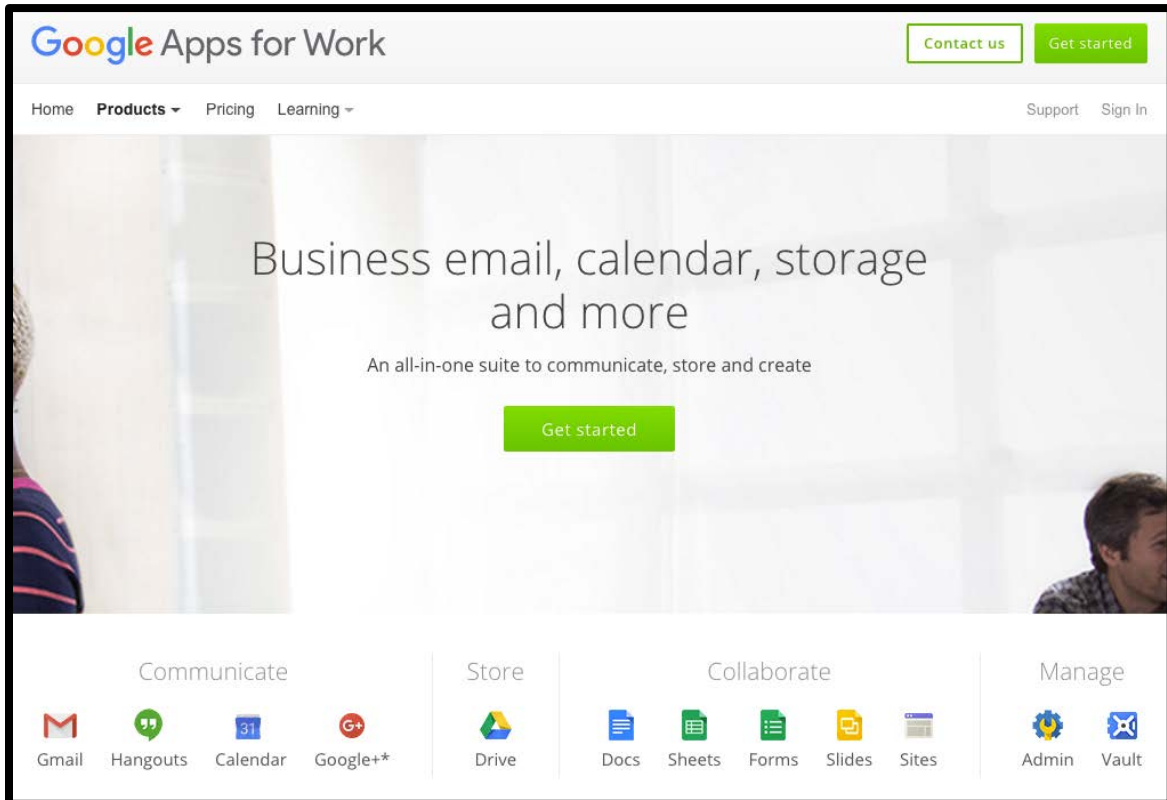 Google Apps for Work
Contact us
Get started
Home
Products
Pricing
Learning
Support
Sign In
Business email, calendar, storage
and more
An all-in-one suite to communicate, store and create
Get started
Communicate
Gmail
31
Hangouts
Calendar
G+
Google+*
Store
Drive
Collaborate
Docs
Sheets
Forms
Slides
Sites
Manage
Admin
Vault